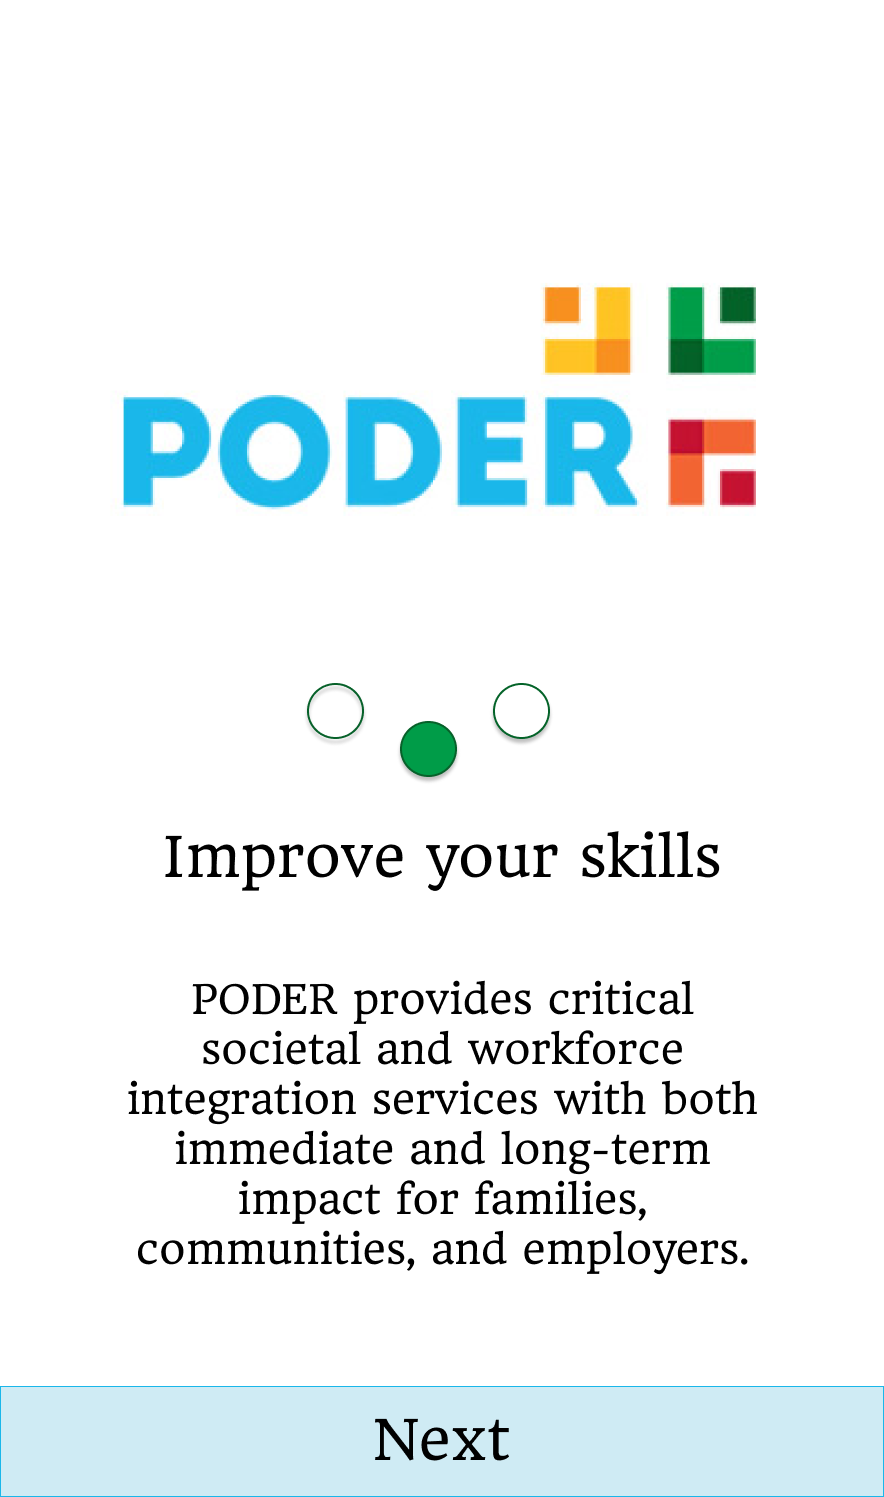 PODER
Improve your skills
PODER provides critical
societal and workforce
integration services with both
immediate and long-term
impact for families,
communities, and employers.
Next